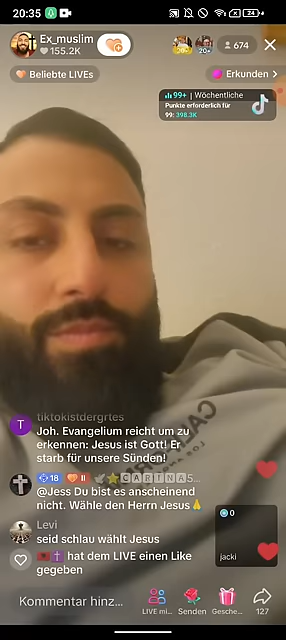 20:35
Ex_muslim
155.2K
20+
674
Beliebte LIVEs
Erkunden
99+ | Wöchentliche
Punkte erforderlich für
99: 398.3K
tiktokistdergrtes
Joh. Evangelium reicht um zu
erkennen: Jesus ist Gott! Er
starb für unsere Sünden!
18 II CARINA5...
@Jess Du bist es anscheinend
nicht. Wähle den Herrn Jesus🙏
Levi
seid schlau wählt Jesus
hat dem LIVE einen Like
gegeben
0
jacki
Kommentar hinz...
LIVE mi...
Senden
Gesche...
127